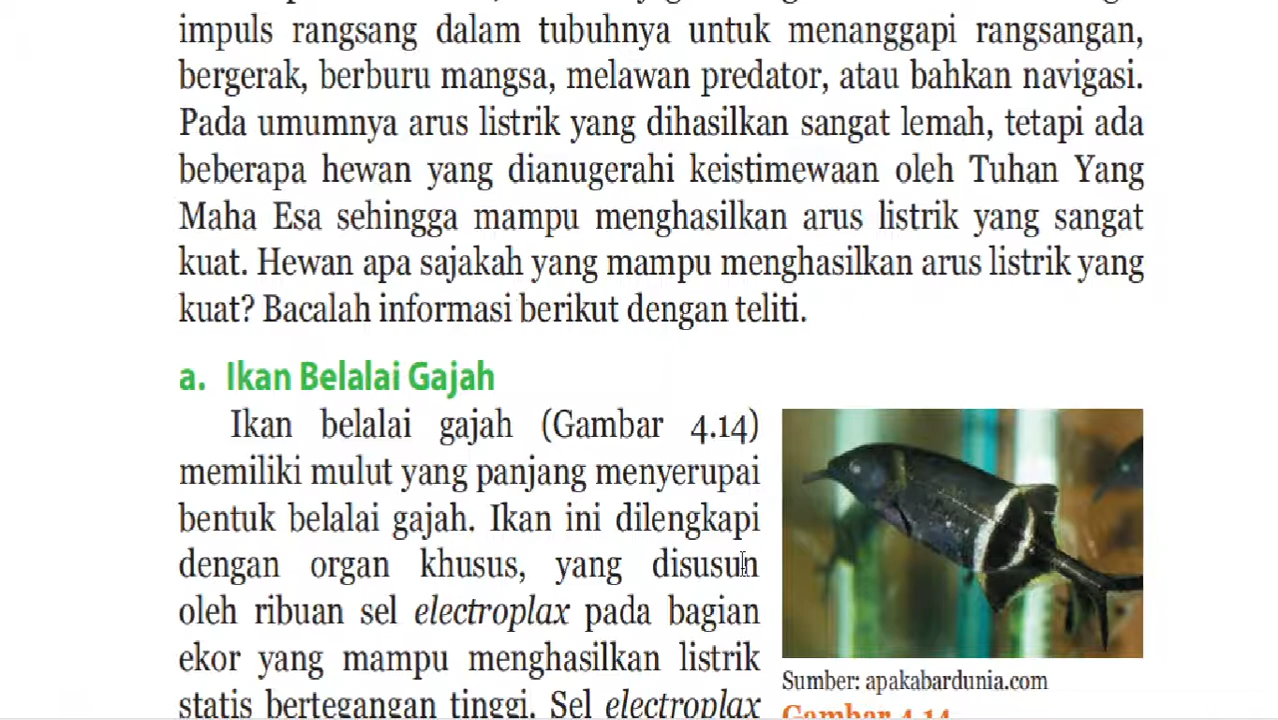 impuls rangsang dalam tubuhnya untuk menanggapi rangsangan,
bergerak, berburu mangsa, melawan predator, atau bahkan navigasi.
Pada umumnya arus listrik yang dihasilkan sangat lemah, tetapi ada
beberapa hewan yang dianugerahi keistimewaan oleh Tuhan Yang
Maha Esa sehingga mampu menghasilkan arus listrik yang sangat
kuat. Hewan apa sajakah yang mampu menghasilkan arus listrik yang
kuat? Bacalah informasi berikut dengan teliti.
a. Ikan Belalai Gajah
Ikan belalai gajah (Gambar 4.14)
memiliki mulut yang panjang menyerupai
bentuk belalai gajah. Ikan ini dilengkapi
dengan organ khusus, yang disusun
oleh ribuan sel electroplax pada bagian
ekor yang mampu menghasilkan listrik
statis bertegangan tinggi. Sel electroplax
Sumber: apakabardunia.com
Gambar 4.14